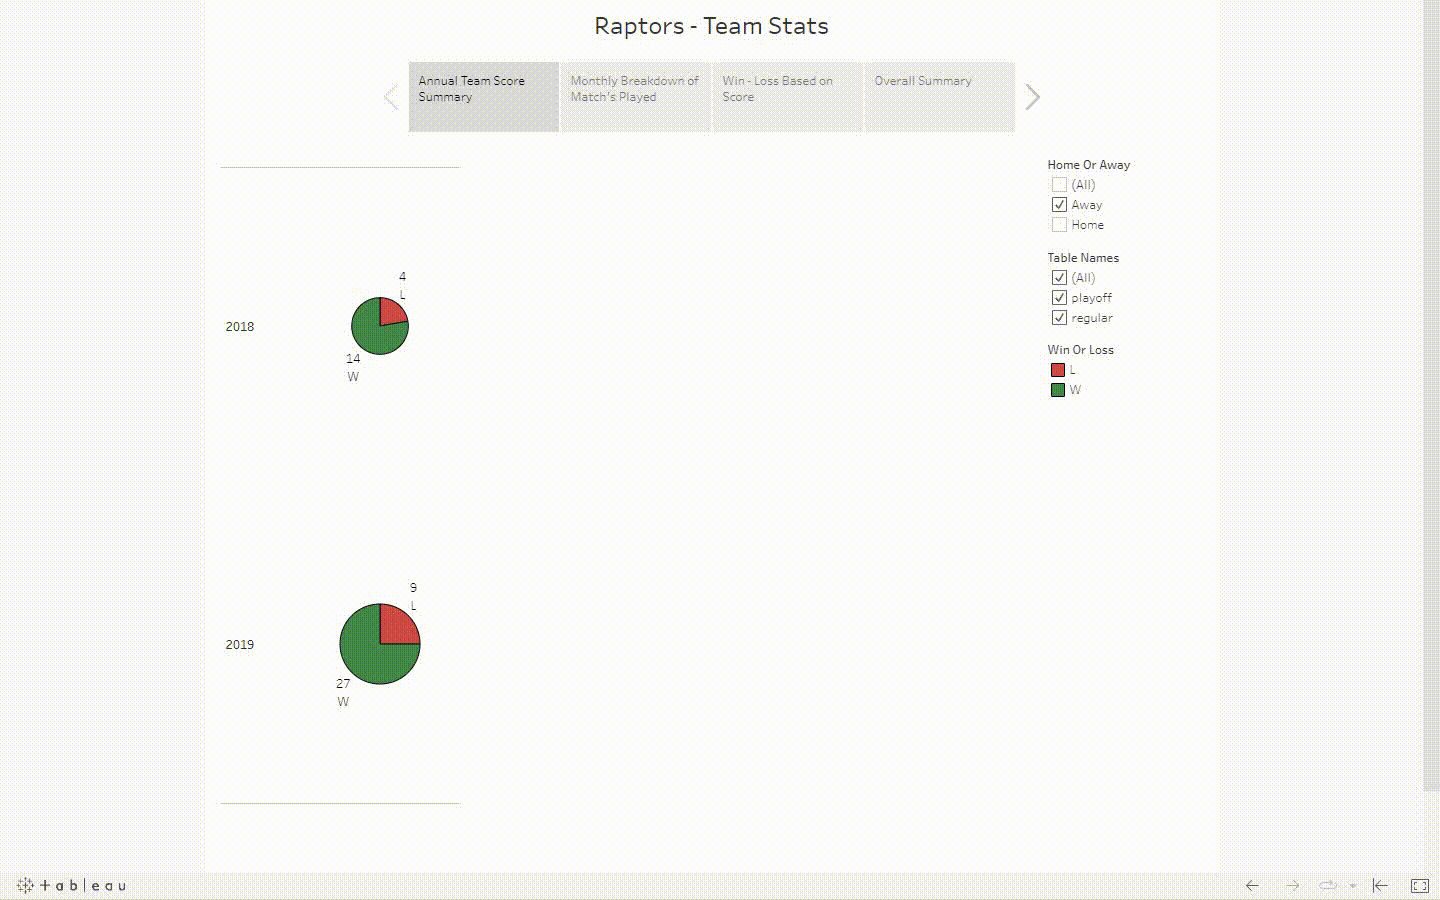 Raptors - Team Stats
Annual Team Score
Summary
Monthly Breakdown of
Match's Played
Win - Loss Based on
Score
Overall Summary
Home Or Away
(All)
Away
Home
Table Names
(All)
playoff
regular
Win Or Loss
L
W
4
L
2018
14
W
9
L
2019
27
W
+ableau